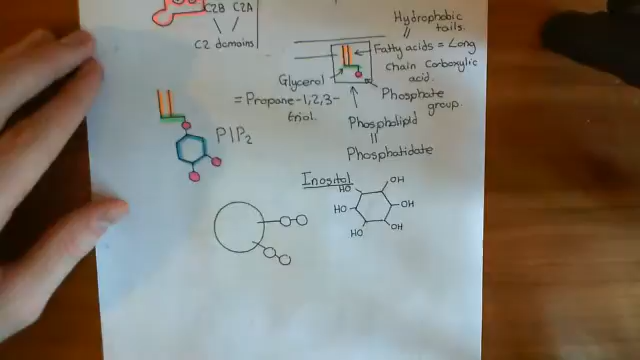 C2B C2A
C2 domains
Hydrophobic
tails.
Fatty acids = Long
chain Carboxylic
acid.
Glycerol
= Propane-1,2,3-
triol.
Phosphate
group.
Phospholipid
=
Phosphatidate
PIP2
Inositol
HO OH
HO OH
HO OH